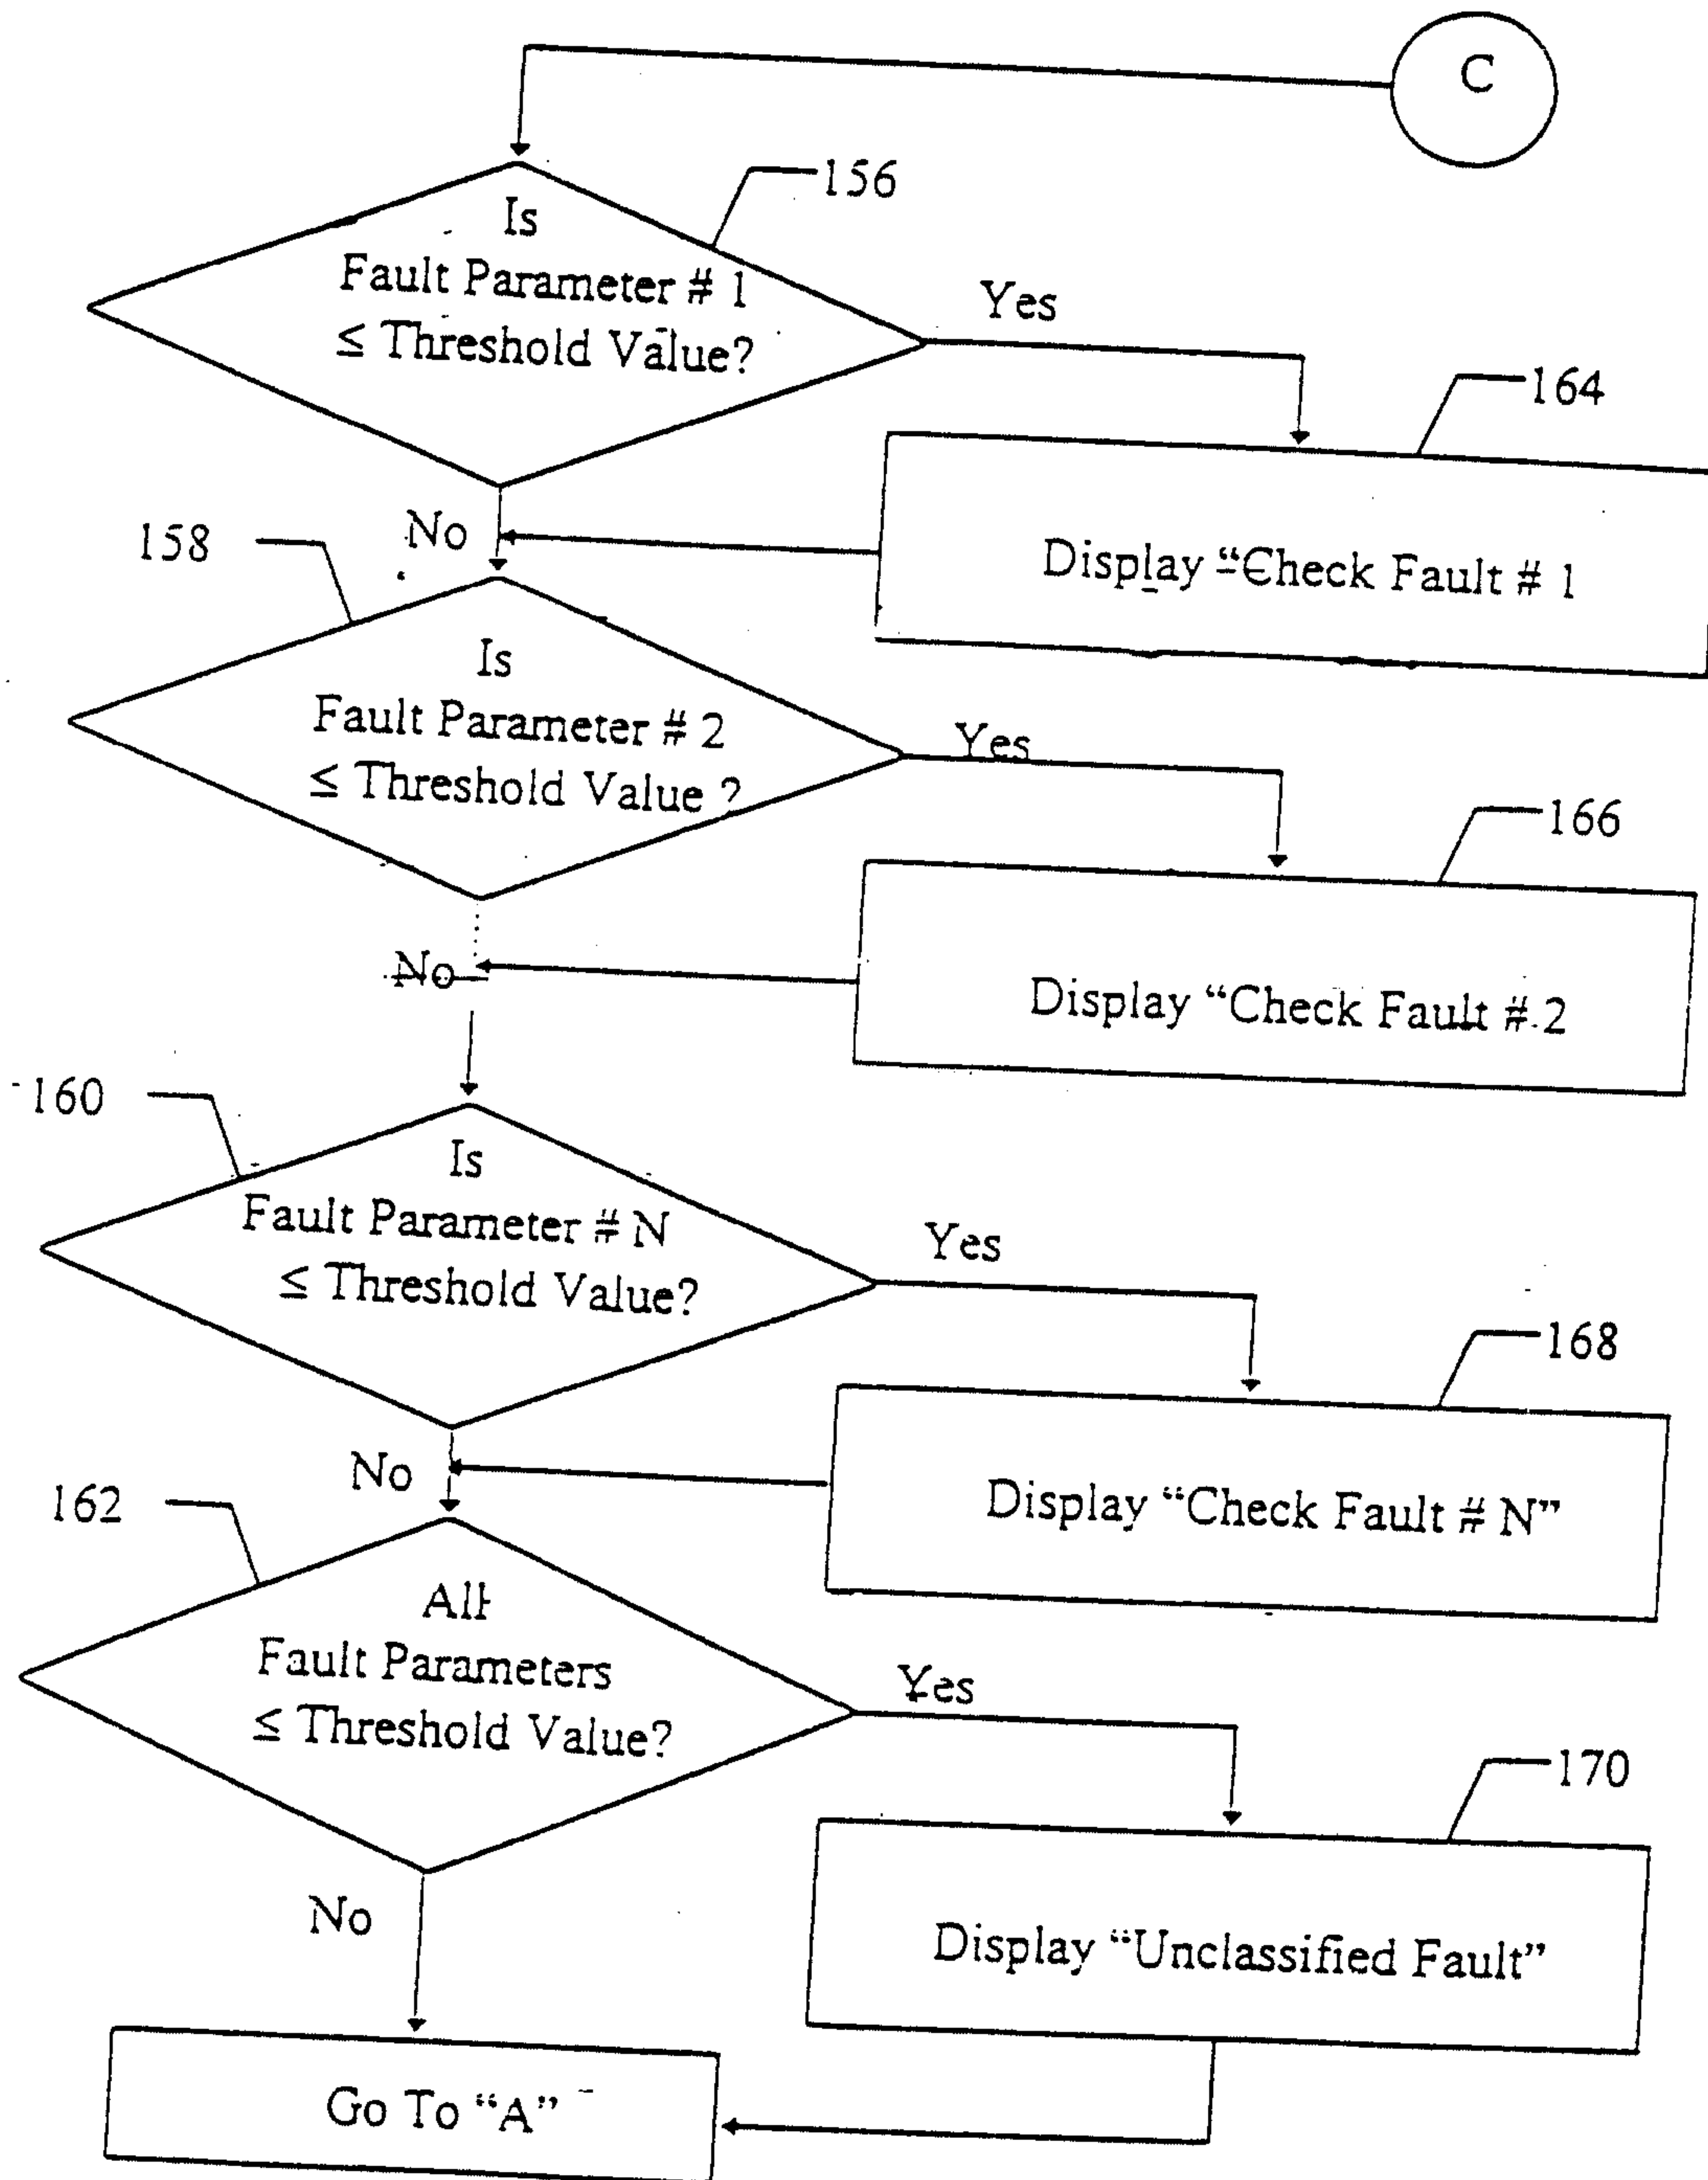 C
156
Is
Fault Parameter # 1
≤ Threshold Value?
Yes
164
No
158
Display “Check Fault # 1
Is
Fault Parameter # 2
≤ Threshold Value ?
Yes
166
No
Display “Check Fault # 2
160
Is
Fault Parameter # N
≤ Threshold Value?
Yes
168
No
Display “Check Fault # N”
162
All
Fault Parameters
≤ Threshold Value?
Yes
170
No
Display “Unclassified Fault”
Go To “A”